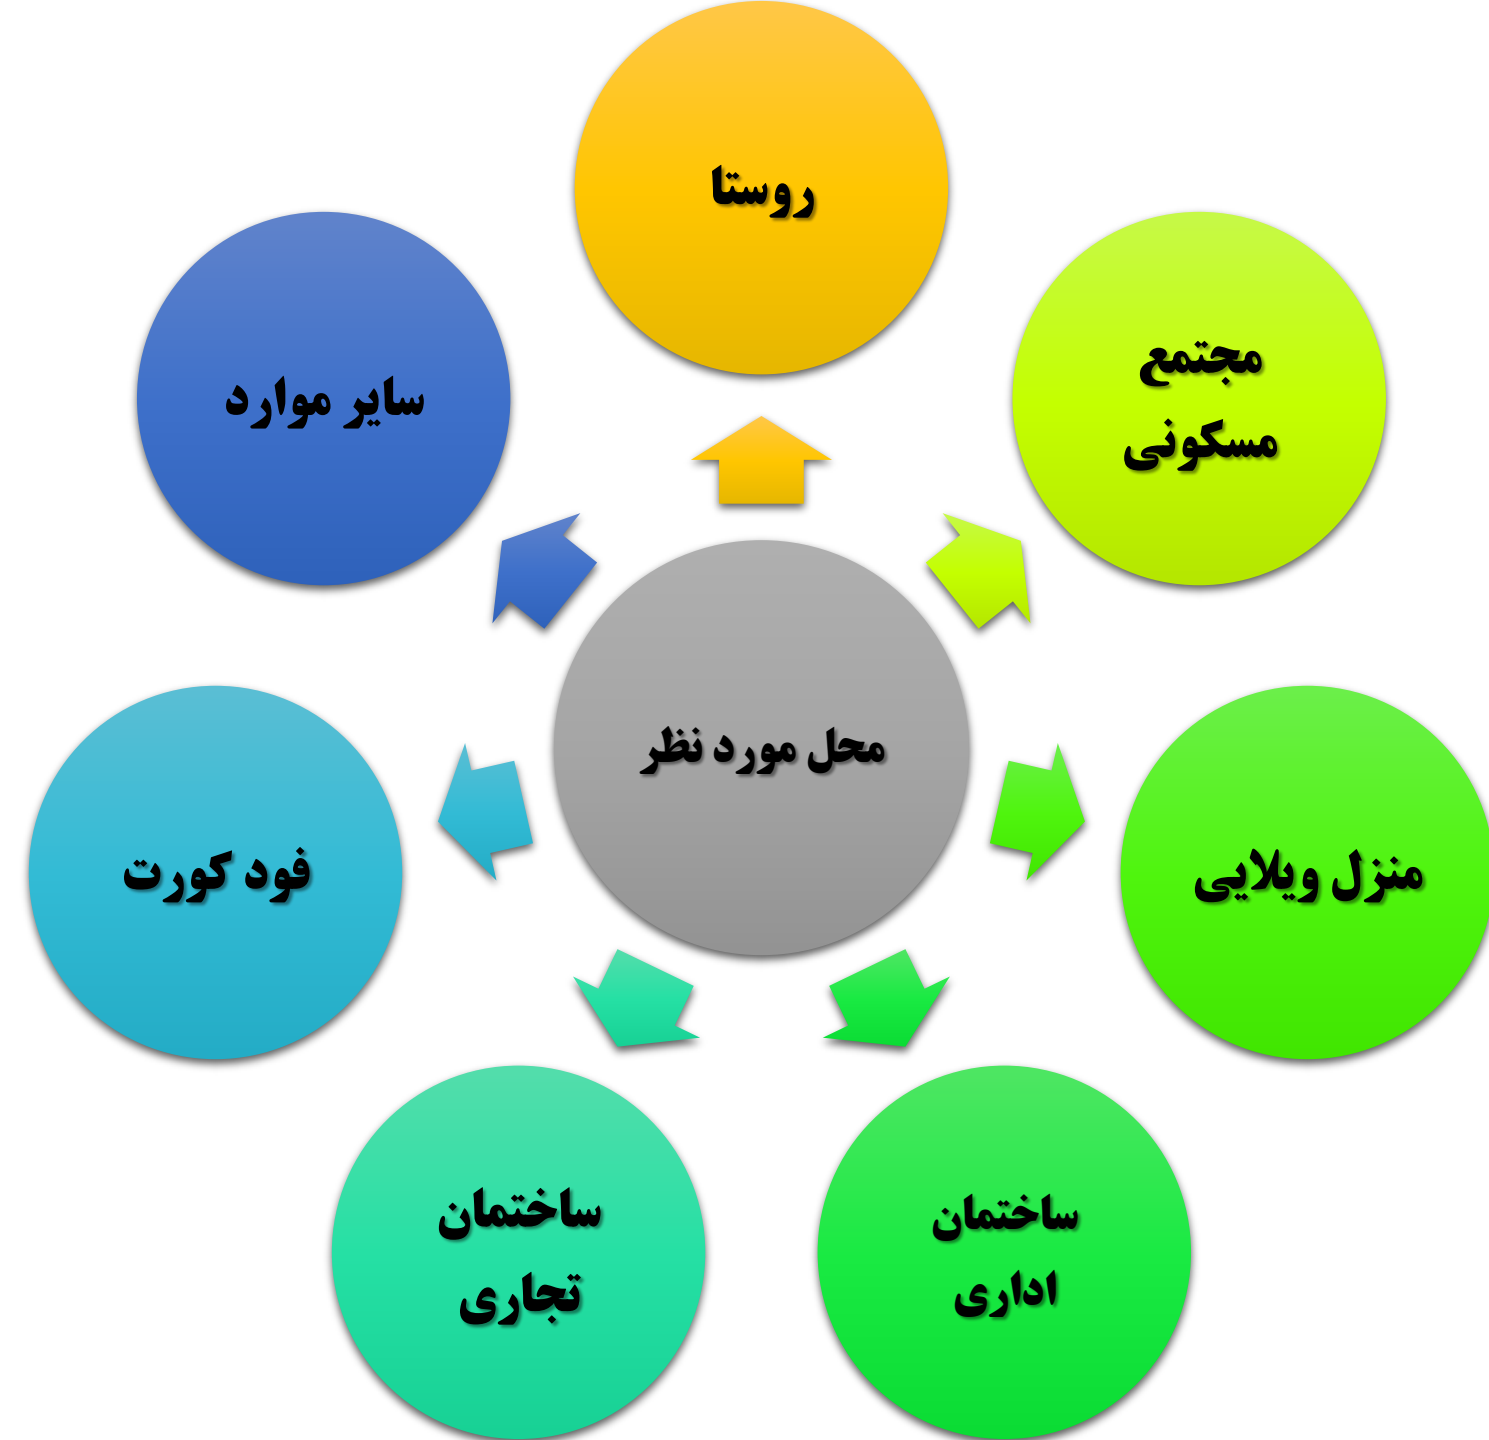 روستا
مجتمع
مسکونی
سایر موارد
محل مورد نظر
منزل ویلایی
فود کورت
ساختمان
اداری
ساختمان
تجاری